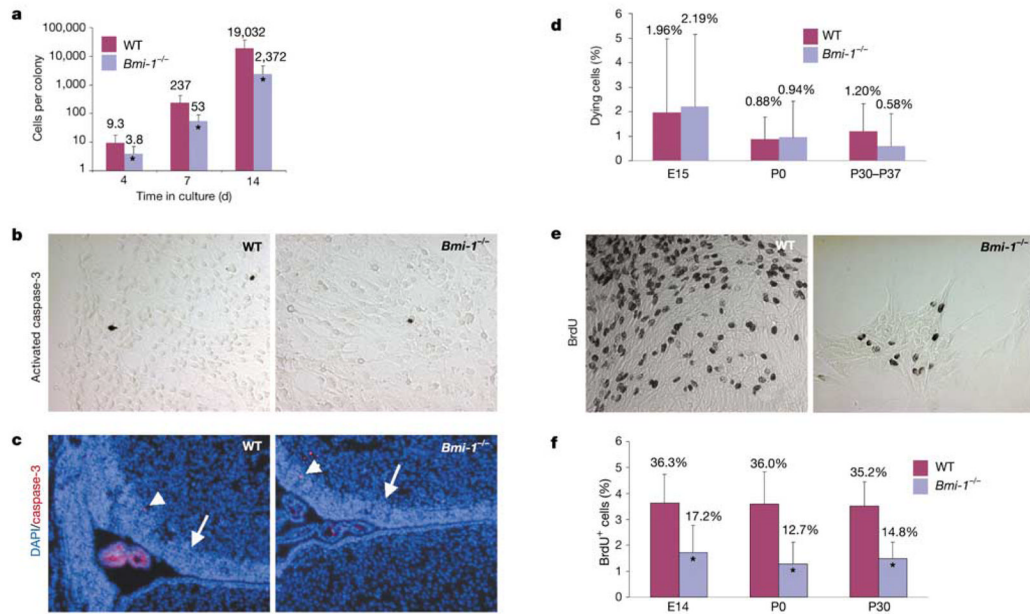 a
100,000
10,000
1,000
100
10
1
Cells per colony
WT
Bmi-1−/−
9.3
3.8
*
237
53
*
19,032
2,372
*
4 7 14
Time in culture (d)
b
Activated caspase-3
WT
Bmi-1−/−
c
DAPI/caspase-3
WT
Bmi-1−/−
d
6
5
4
3
2
1
0
Dying cells (%)
WT
Bmi-1−/−
1.96% 2.19%
0.88% 0.94%
1.20% 0.58%
E15 P0 P30–P37
e
BrdU
WT
Bmi-1−/−
f
6
5
4
3
2
1
0
BrdU+ cells (%)
WT
Bmi-1−/−
36.3%
17.2%
*
36.0%
12.7%
*
35.2%
14.8%
*
E14 P0 P30